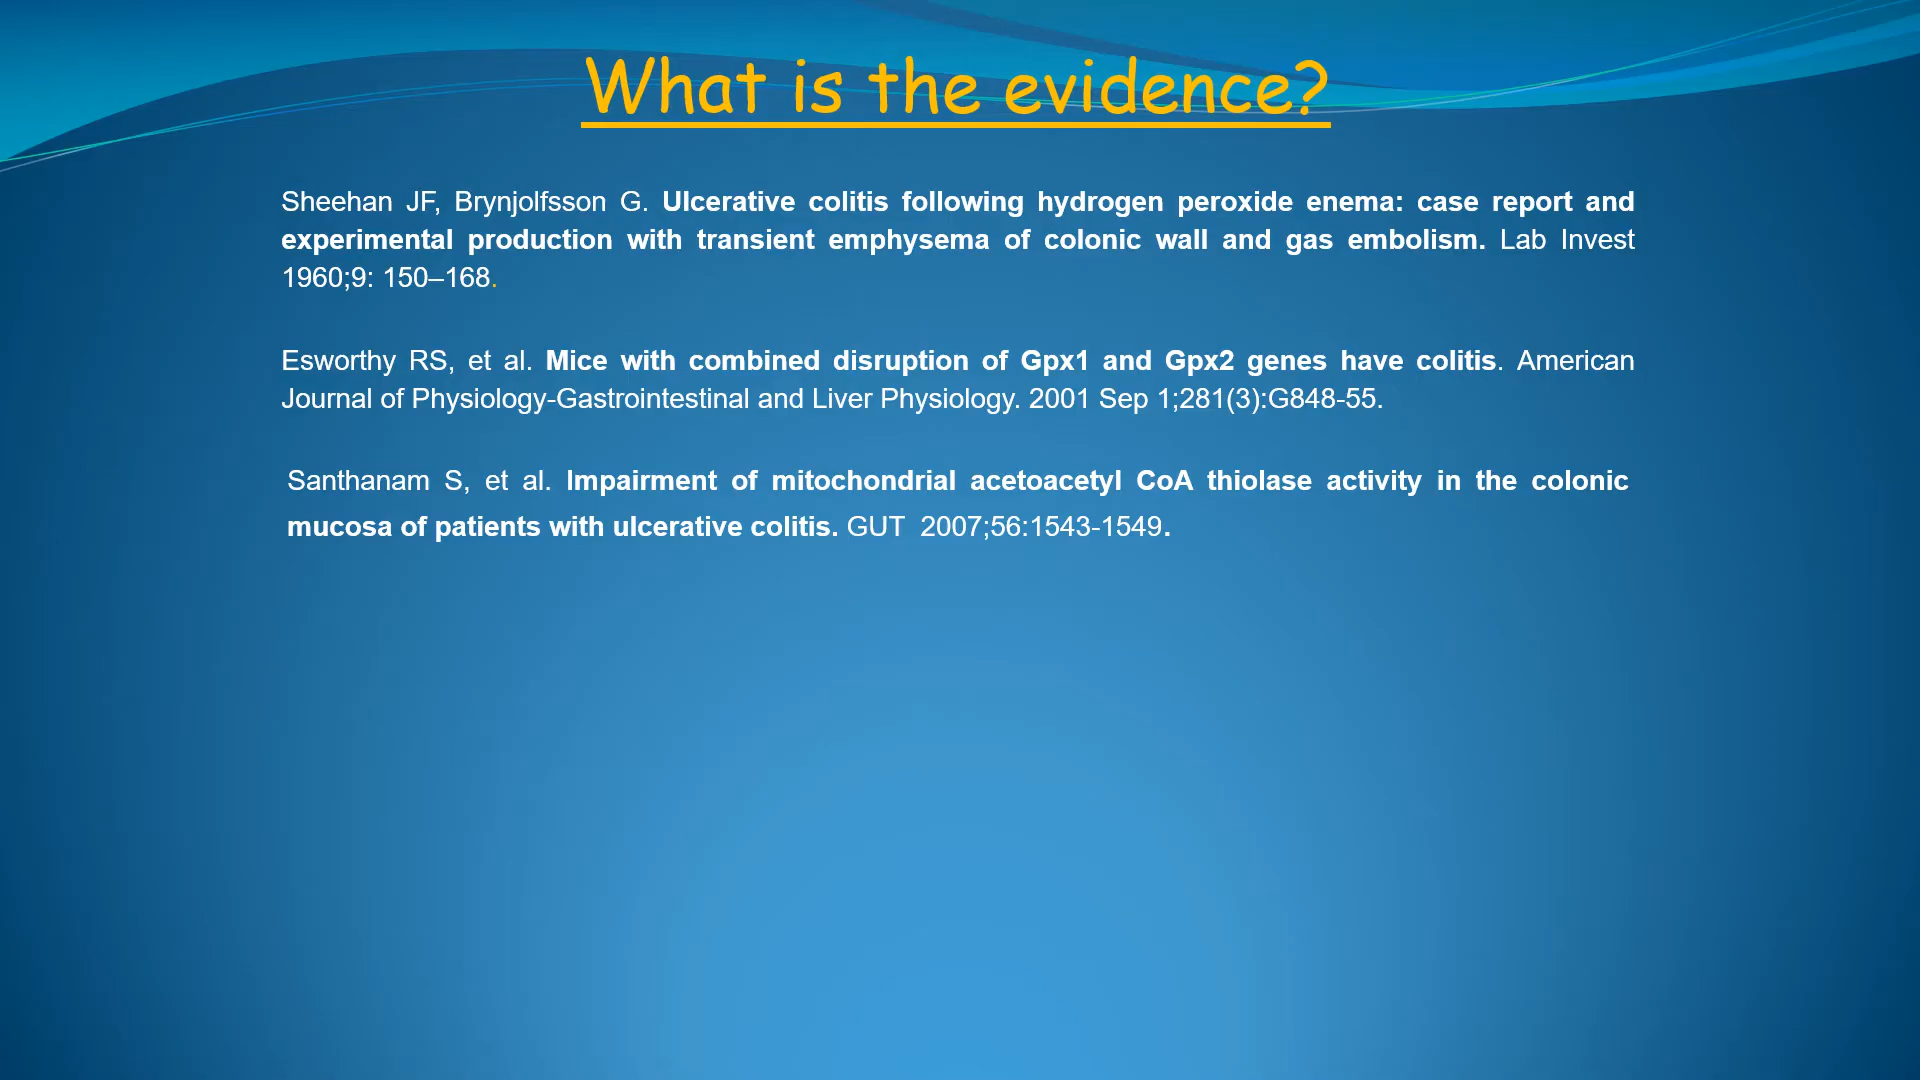 What is the evidence?
Sheehan JF, Brynjolfsson G. Ulcerative colitis following hydrogen peroxide enema: case report and
experimental production with transient emphysema of colonic wall and gas embolism. Lab Invest
1960;9: 150–168.
Esworthy RS, et al. Mice with combined disruption of Gpx1 and Gpx2 genes have colitis. American
Journal of Physiology-Gastrointestinal and Liver Physiology. 2001 Sep 1;281(3):G848-55.
Santhanam S, et al. Impairment of mitochondrial acetoacetyl CoA thiolase activity in the colonic
mucosa of patients with ulcerative colitis. GUT  2007;56:1543-1549.